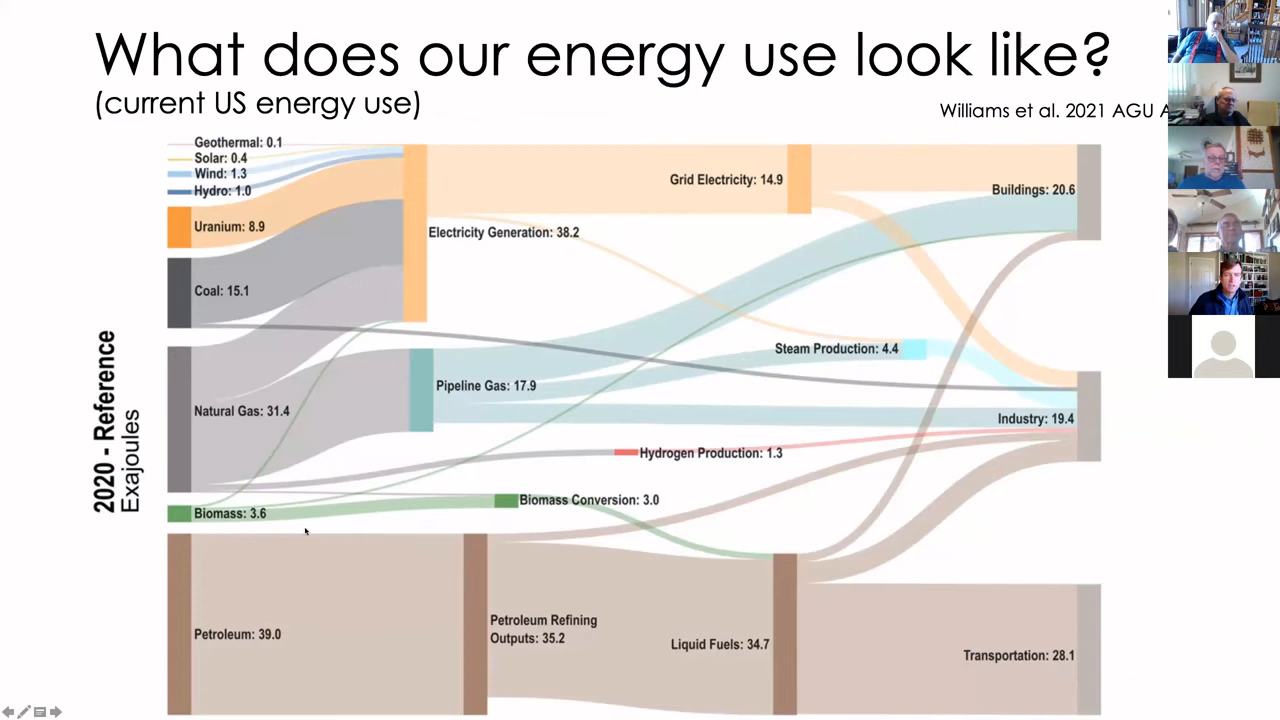 What does our energy use look like?
(current US energy use)
Williams et al. 2021 AGU A
Geothermal: 0.1
Solar: 0.4
Wind: 1.3
Hydro: 1.0
Uranium: 8.9
Coal: 15.1
Natural Gas: 31.4
Biomass: 3.6
Petroleum: 39.0
2020 - Reference
Exajoules
Electricity Generation: 38.2
Pipeline Gas: 17.9
Grid Electricity: 14.9
Steam Production: 4.4
Hydrogen Production: 1.3
Biomass Conversion: 3.0
Petroleum Refining
Outputs: 35.2
Liquid Fuels: 34.7
Buildings: 20.6
Industry: 19.4
Transportation: 28.1